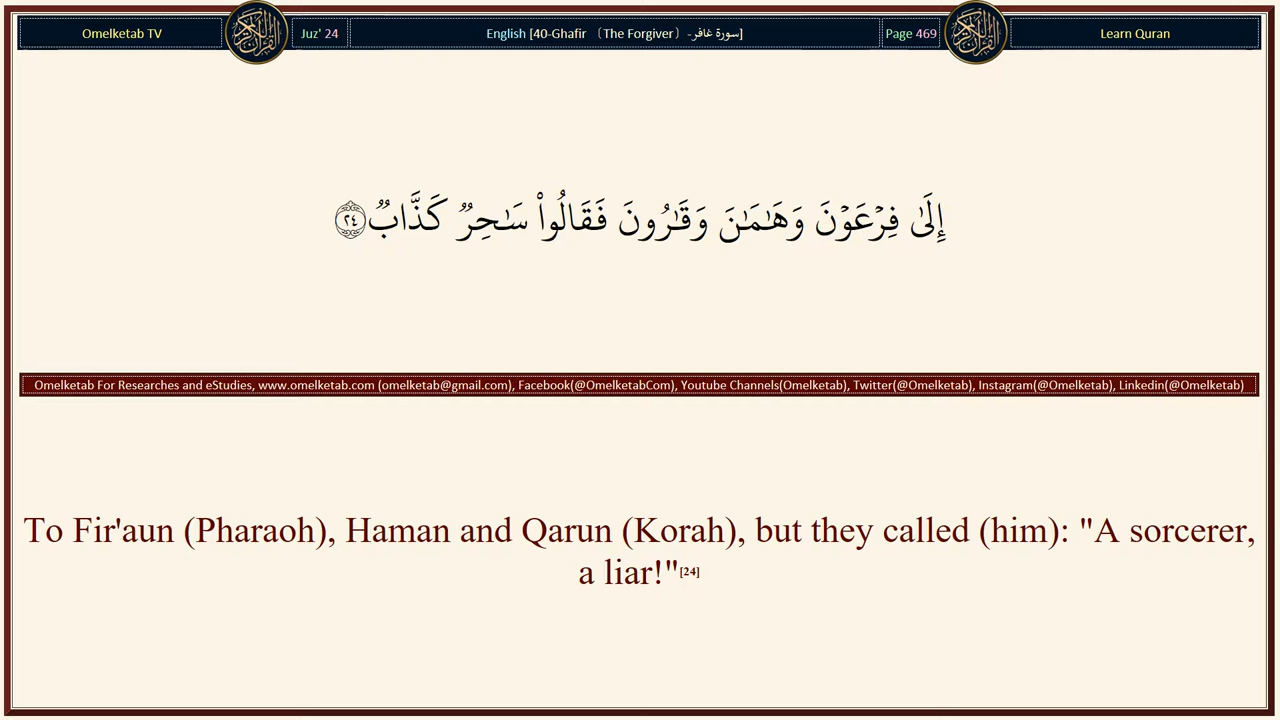 Omelketab TV
Juz' 24
English [40-Ghafir （The Forgiver）-سورة غافر]
Page 469
Learn Quran
إِلَىٰ فِرۡعَوۡنَ وَهَٰمَٰنَ وَقَٰرُونَ فَقَالُواْ سَٰحِرٞ كَذَّابٞ ٢٤
Omelketab For Researches and eStudies, www.omelketab.com (omelketab@gmail.com), Facebook(@OmelketabCom), Youtube Channels(Omelketab), Twitter(@Omelketab), Instagram(@Omelketab), Linkedin(@Omelketab)
To Fir'aun (Pharaoh), Haman and Qarun (Korah), but they called (him): "A sorcerer,
a liar!"[24]